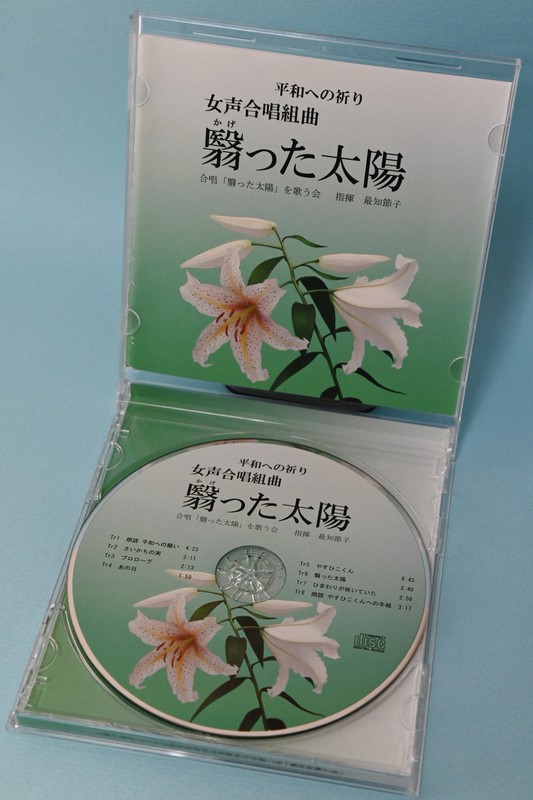 平和への祈り
女声合唱組曲
かげ
翳った太陽
合唱「翳った太陽」を歌う会　指揮　最知節子
平和への祈り
女声合唱組曲
かげ
翳った太陽
合唱「翳った太陽」を歌う会　指揮　最知節子
Tr1 朗読 平和への願い 4:23
Tr2 さいかちの実 2:11
Tr3 プロローグ 2:13
Tr4 あの日 1:50
Tr5 やすひこくん 6:43
Tr6 翳った太陽 3:40
Tr7 ひまわりが咲いていた 2:58
Tr8 朗読 やすひこくんへの手紙 3:17
COMPACT
disc
DIGITAL AUDIO